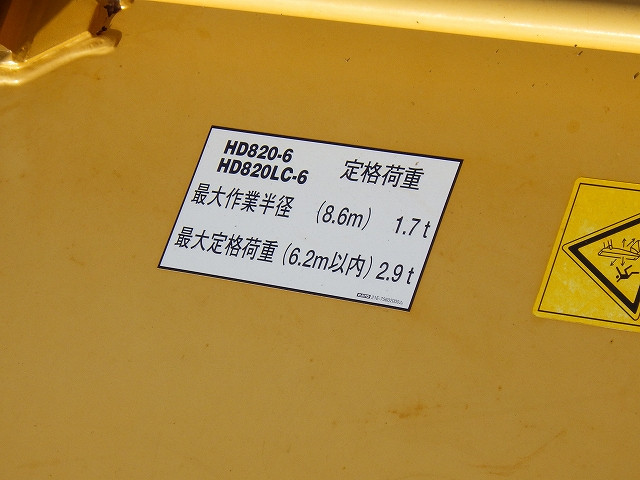 HD820-6
HD820LC-6 定格荷重
最大作業半径 (8.6m) 1.7t
最大定格荷重 (6.2m以内) 2.9t